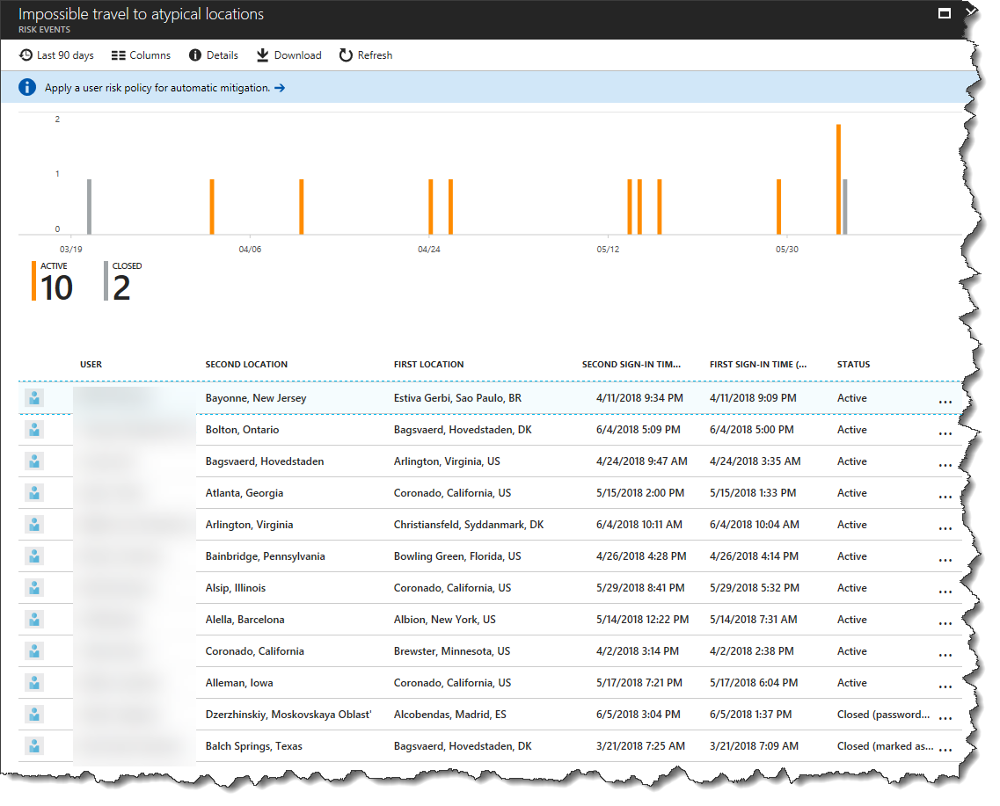 Impossible travel to atypical locations
RISK EVENTS
Last 90 days Columns Details Download Refresh
Apply a user risk policy for automatic mitigation.
2
1
0
03/19 04/06 04/24 05/12 05/30
ACTIVE CLOSED
10 2
USER SECOND LOCATION FIRST LOCATION SECOND SIGN-IN TIM... FIRST SIGN-IN TIME (... STATUS
Bayonne, New Jersey Estiva Gerbi, Sao Paulo, BR 4/11/2018 9:34 PM 4/11/2018 9:09 PM Active ...
Bolton, Ontario Bagsvaerd, Hovedstaden, DK 6/4/2018 5:09 PM 6/4/2018 5:00 PM Active ...
Bagsvaerd, Hovedstaden Arlington, Virginia, US 4/24/2018 9:47 AM 4/24/2018 3:35 AM Active ...
Atlanta, Georgia Coronado, California, US 5/15/2018 2:00 PM 5/15/2018 1:33 PM Active ...
Arlington, Virginia Christiansfeld, Syddanmark, DK 6/4/2018 10:11 AM 6/4/2018 10:04 AM Active ...
Bainbridge, Pennsylvania Bowling Green, Florida, US 4/26/2018 4:28 PM 4/26/2018 4:14 PM Active ...
Alsip, Illinois Coronado, California, US 5/29/2018 8:41 PM 5/29/2018 5:32 PM Active ...
Alella, Barcelona Albion, New York, US 5/14/2018 12:22 PM 5/14/2018 7:31 AM Active ...
Coronado, California Brewster, Minnesota, US 4/2/2018 3:14 PM 4/2/2018 2:38 PM Active ...
Alleman, Iowa Coronado, California, US 5/17/2018 7:21 PM 5/17/2018 6:04 PM Active ...
Dzerzhinskiy, Moskovskaya Oblast' Alcobendas, Madrid, ES 6/5/2018 3:04 PM 6/5/2018 1:37 PM Closed (password... ...
Balch Springs, Texas Bagsvaerd, Hovedstaden, DK 3/21/2018 7:25 AM 3/21/2018 7:09 AM Closed (marked as... ...